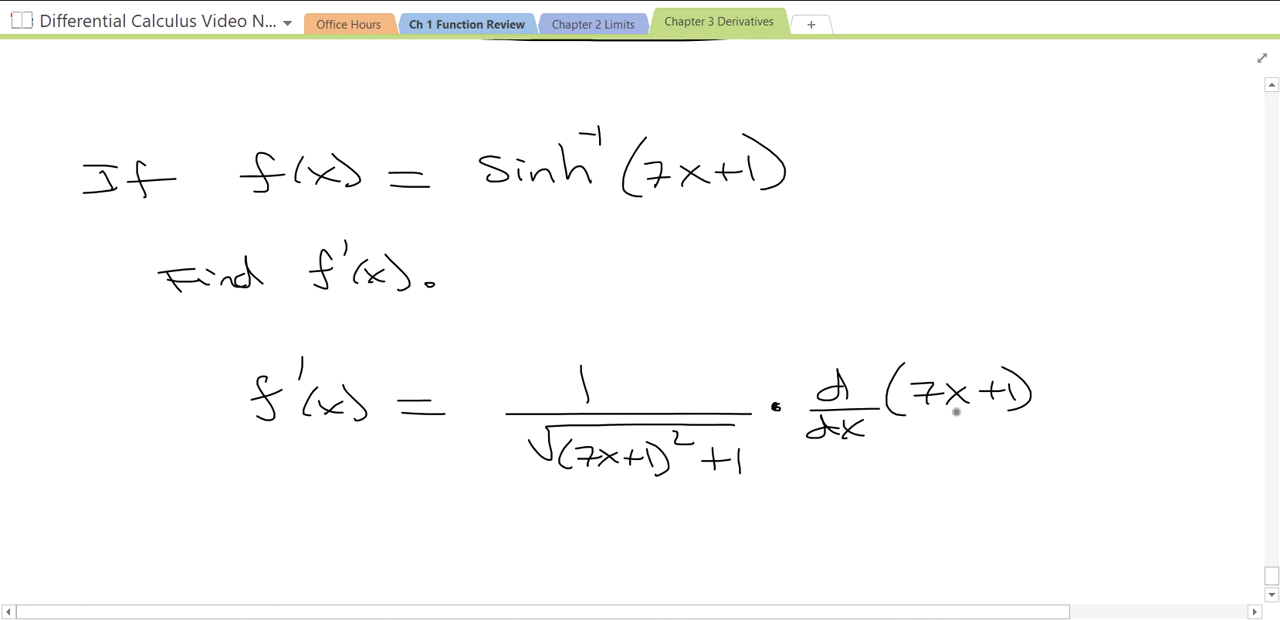 Differential Calculus Video N... Office Hours Ch 1 Function Review Chapter 2 Limits Chapter 3 Derivatives +
If f(x) = sinh⁻¹(7x+1)
Find f'(x).
f'(x) = 1/√((7x+1)²+1) · d/dx (7x+1)